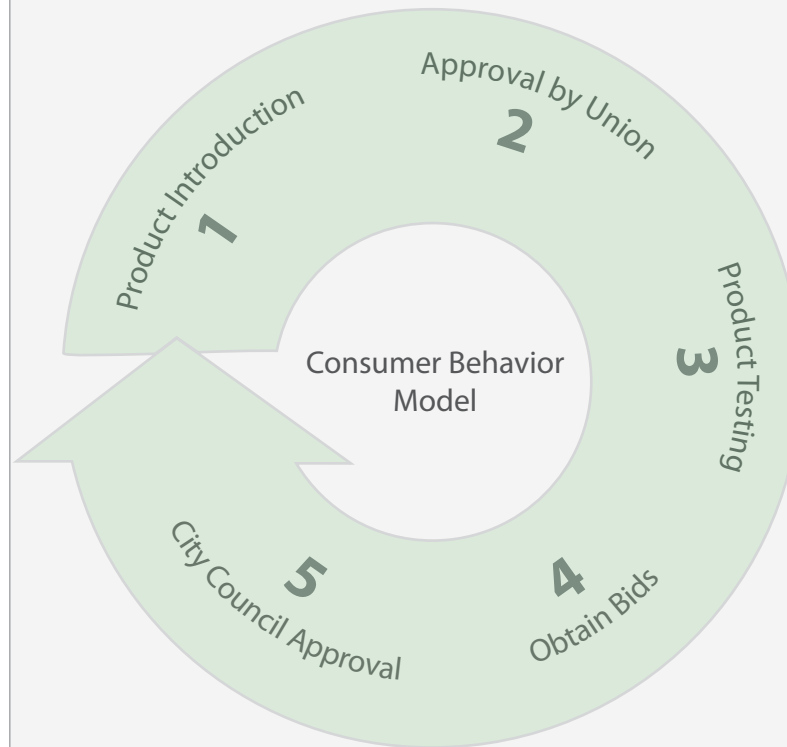 Product Introduction
1
Approval by Union
2
Product Testing
3
Obtain Bids
4
City Council Approval
5
Consumer Behavior
Model